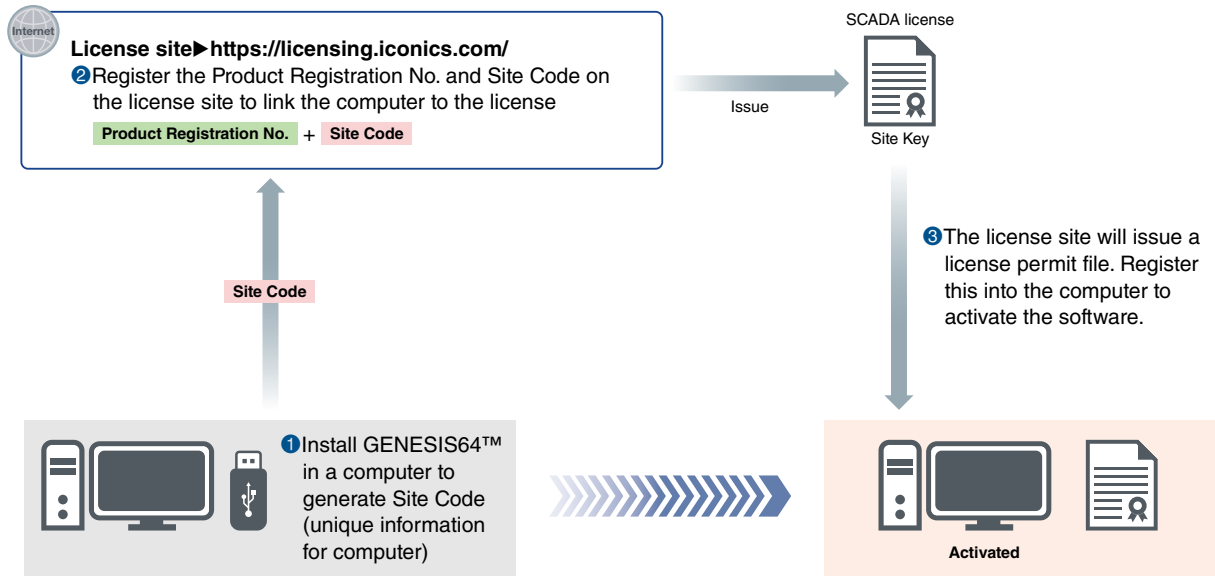 Internet
License site▶https://licensing.iconics.com/
❷Register the Product Registration No. and Site Code on
the license site to link the computer to the license
Product Registration No. + Site Code
Issue
SCADA license
Site Key
❸The license site will issue a
license permit file. Register
this into the computer to
activate the software.
Site Code
❶Install GENESIS64™
in a computer to
generate Site Code
(unique information
for computer)
Activated